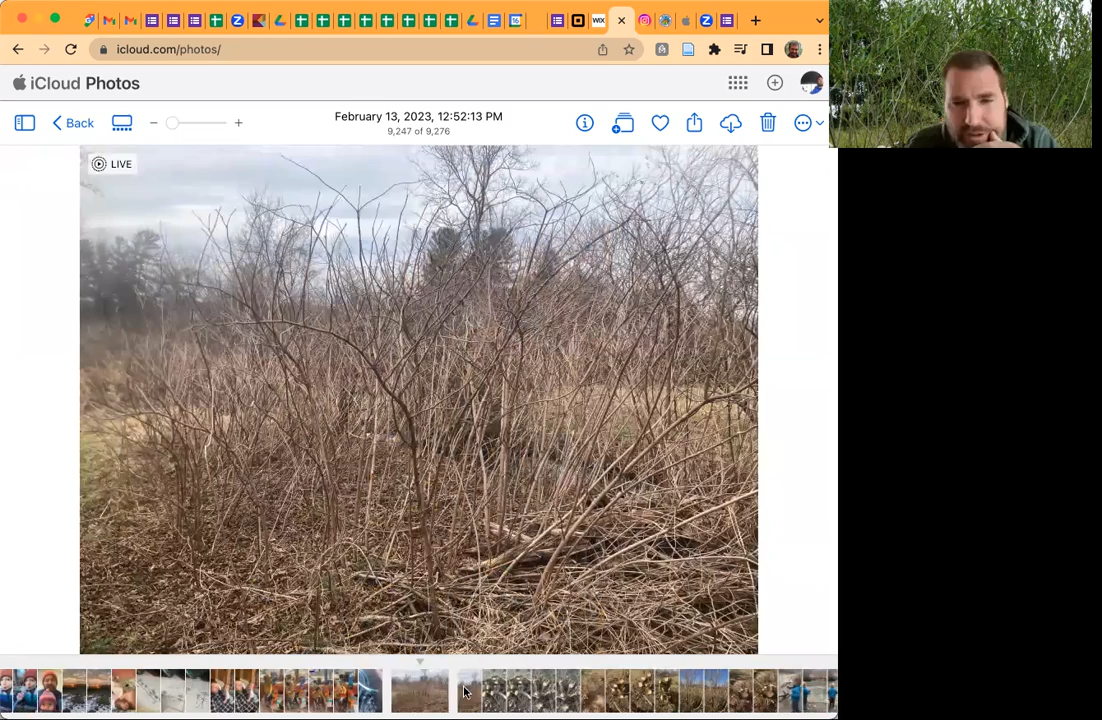 WIX
icloud.com/photos/
iCloud Photos
Back
February 13, 2023, 12:52:13 PM
9,247 of 9,276
LIVE